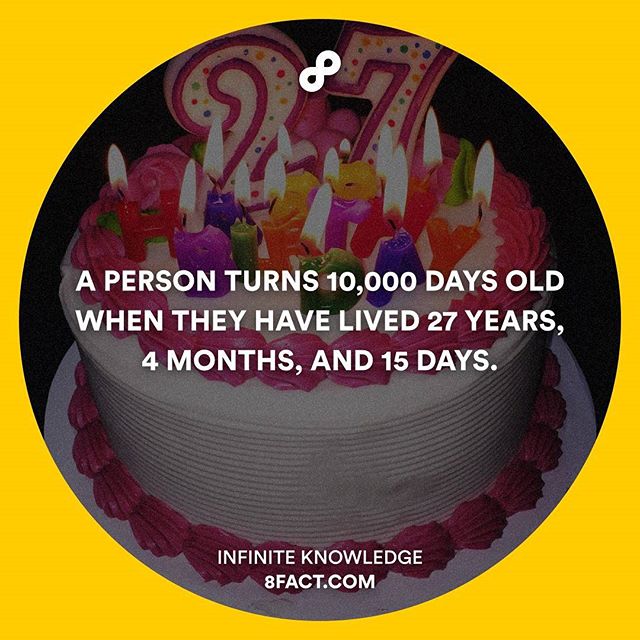 27
A PERSON TURNS 10,000 DAYS OLD
WHEN THEY HAVE LIVED 27 YEARS,
4 MONTHS, AND 15 DAYS.
INFINITE KNOWLEDGE
8FACT.COM